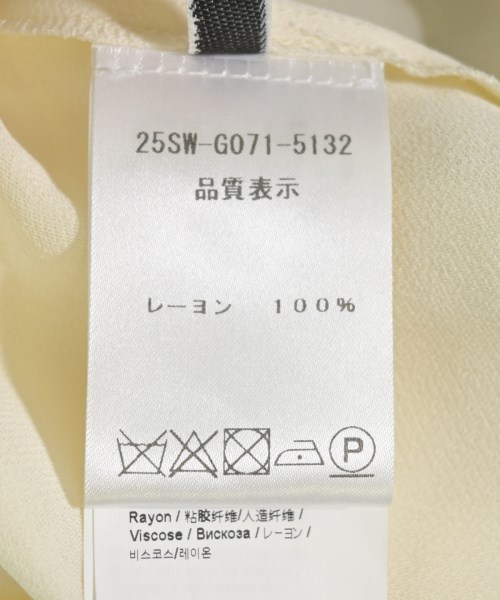 25SW-G071-5132
品質表示
レーヨン 100%
P
Rayon / 粘胶纤维/人造纤维 /
Viscose / Вискоза / レーヨン /
비스코스/레이온